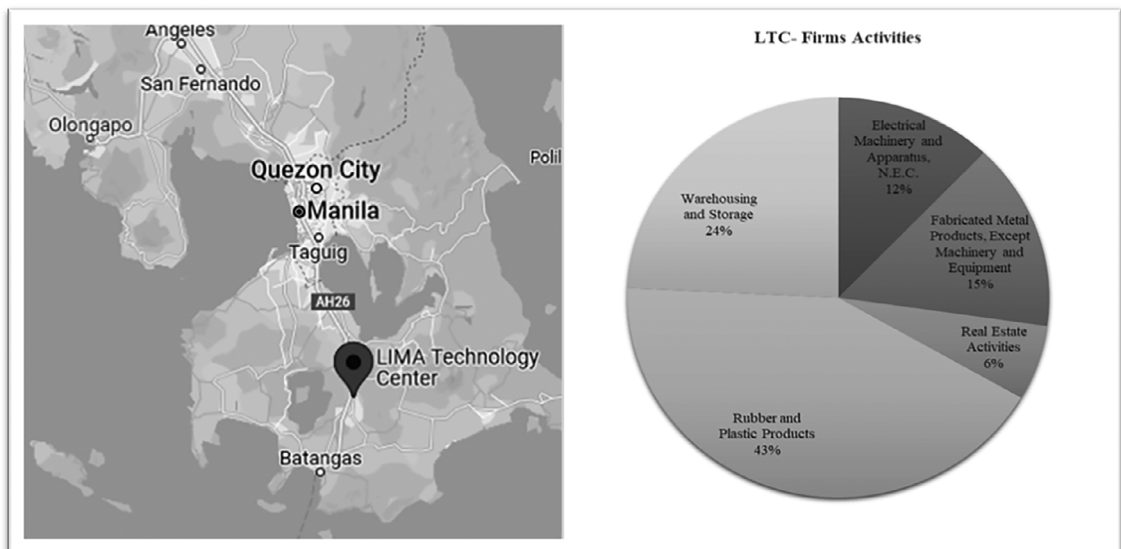 Angeles
San Fernando
Olongapo
Quezon City
Polil
Manila
Taguig
AH26
LIMA Technology
Center
Batangas
LTC- Firms Activities
Electrical
Machinery and
Apparatus,
N.E.C.
12%
Fabricated Metal
Products, Except
Machinery and
Equipment
15%
Real Estate
Activities
6%
Rubber and
Plastic Products
43%
Warehousing
and Storage
24%